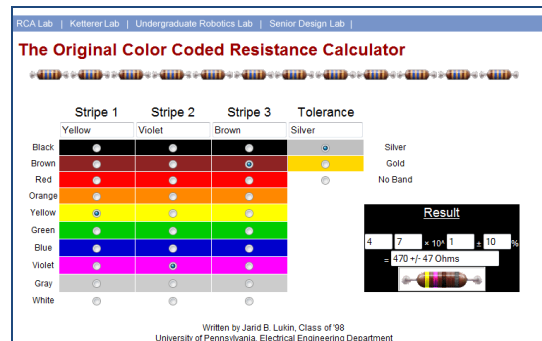 RCA Lab | Ketterer Lab | Undergraduate Robotics Lab | Senior Design Lab |
The Original Color Coded Resistance Calculator
Stripe 1 Stripe 2 Stripe 3 Tolerance
Yellow Violet Brown Silver
Black Silver
Brown Gold
Red No Band
Orange
Yellow
Green
Blue
Violet
Gray
White
Result
4 7 × 10^ 1 ± 10 %
= 470 +/- 47 Ohms
Written by Jarid B. Lukin, Class of '98
University of Pennsylvania, Electrical Engineering Department